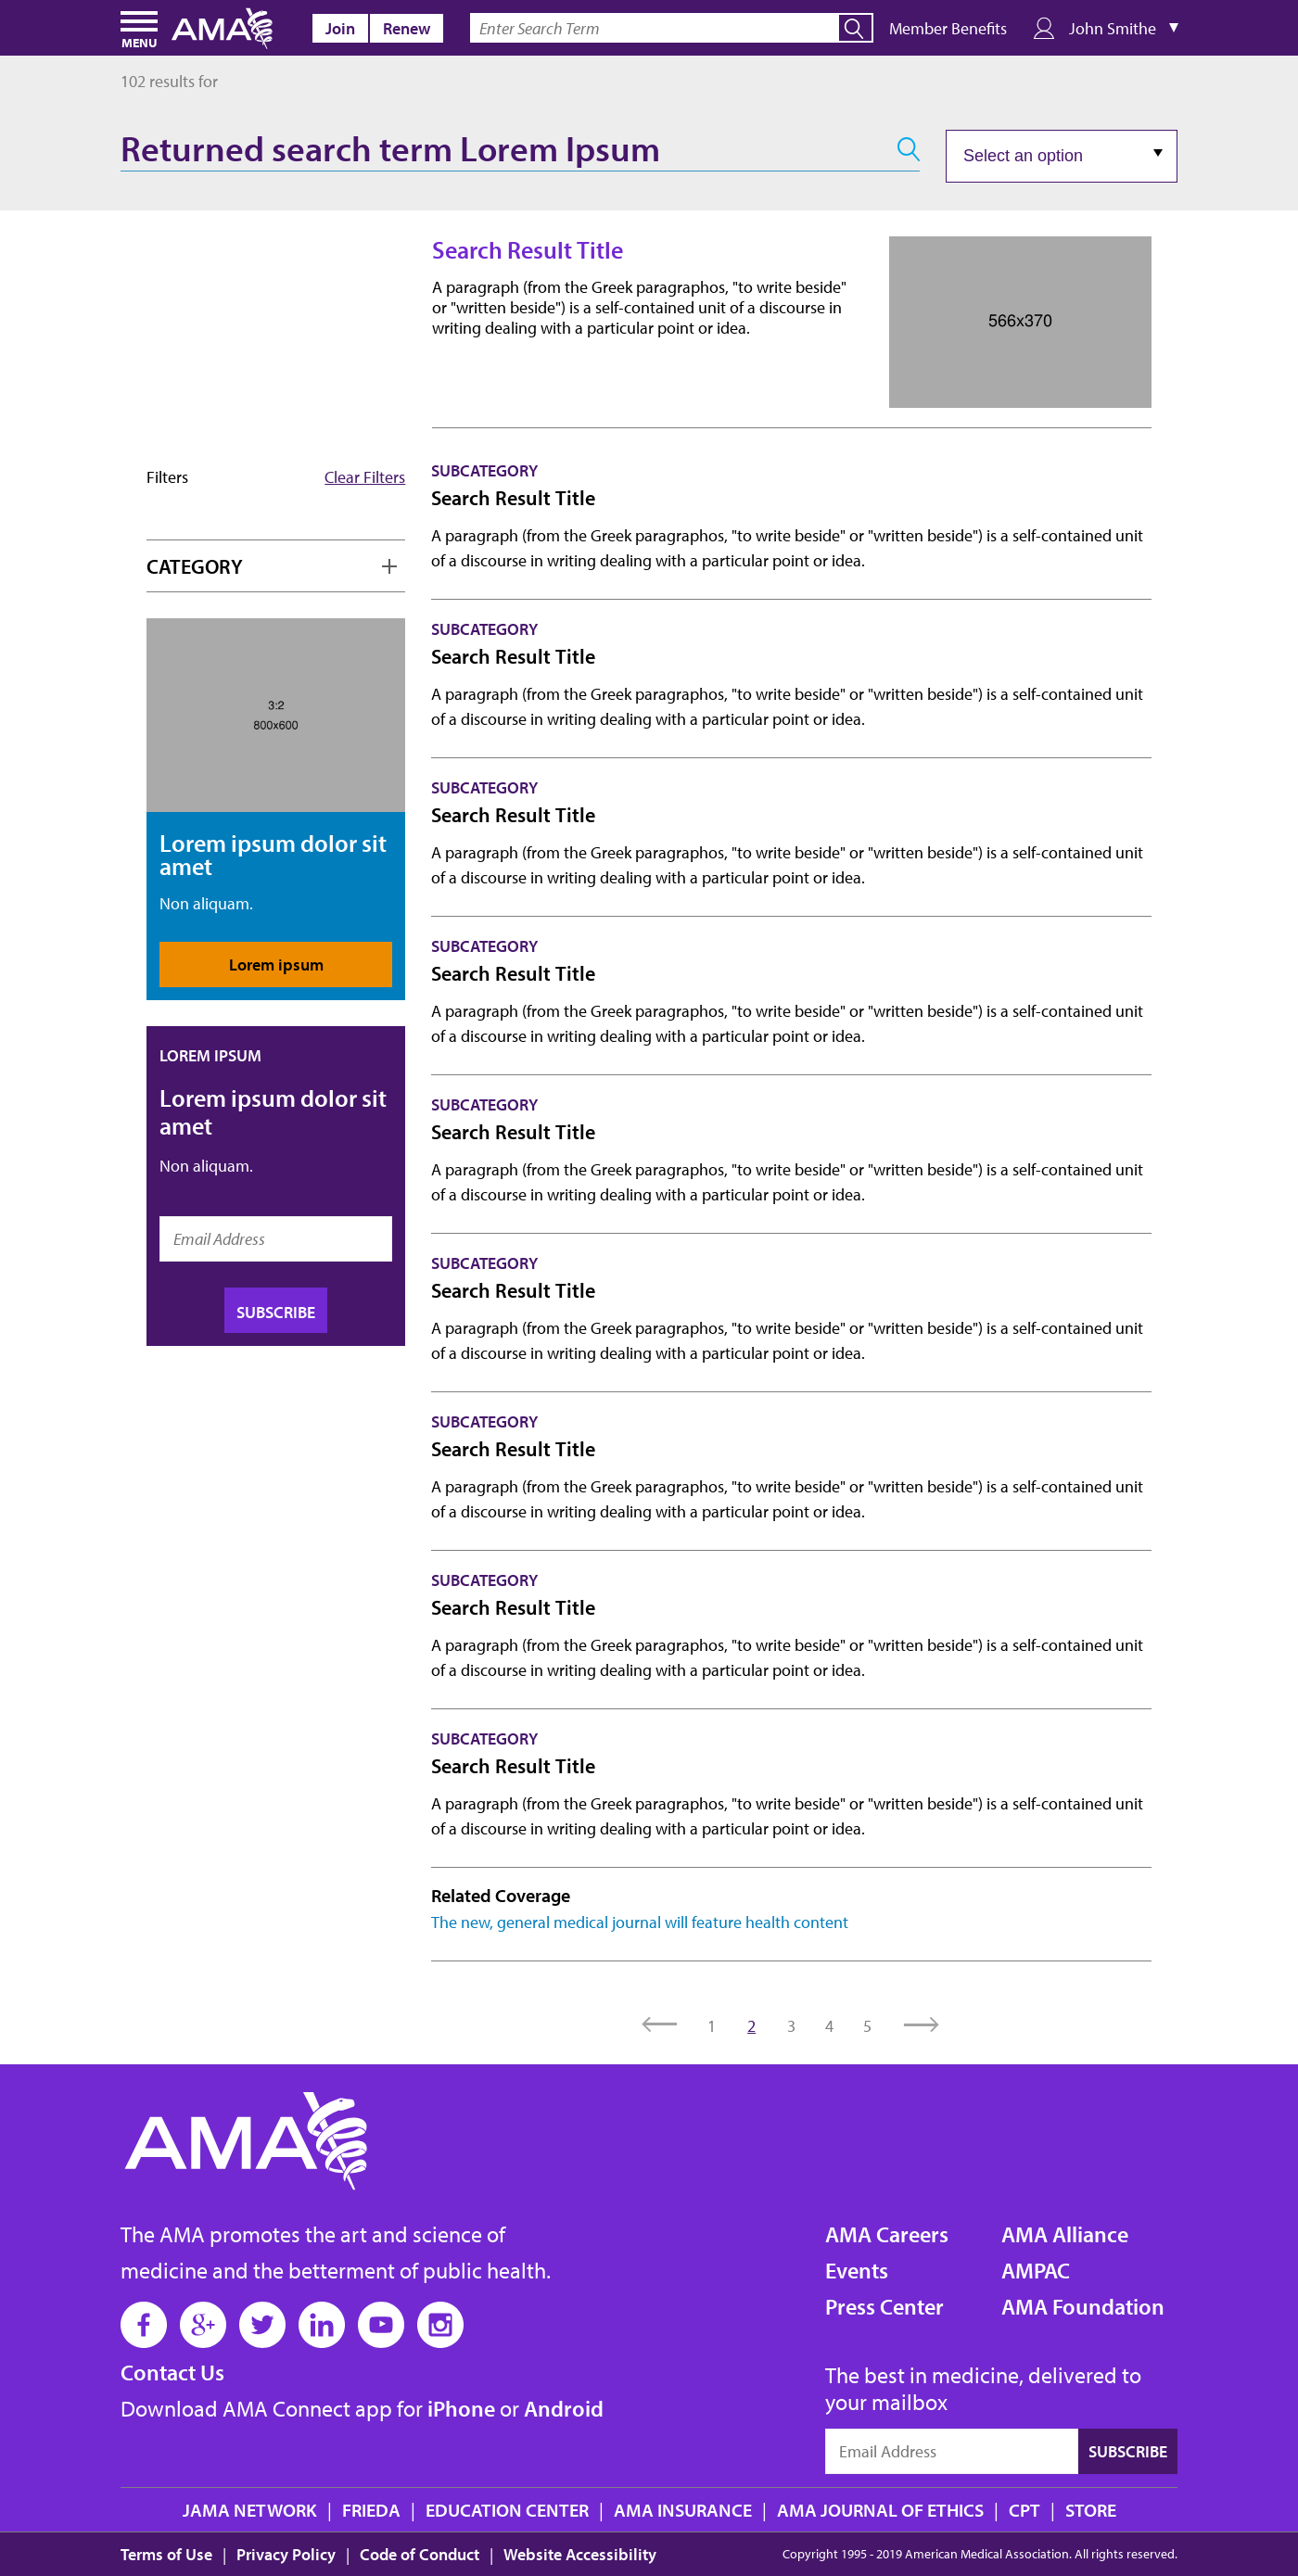 MENU
AMA
Join
Renew
Enter Search Term
Member Benefits
John Smithe
102 results for
Returned search term Lorem Ipsum
Select an option
Search Result Title
A paragraph (from the Greek paragraphos, "to write beside"
or "written beside") is a self-contained unit of a discourse in
writing dealing with a particular point or idea.
566x370
Filters
Clear Filters
CATEGORY
3:2
800x600
Lorem ipsum dolor sit
amet
Non aliquam.
Lorem ipsum
LOREM IPSUM
Lorem ipsum dolor sit
amet
Non aliquam.
Email Address
SUBSCRIBE
SUBCATEGORY
Search Result Title
A paragraph (from the Greek paragraphos, "to write beside" or "written beside") is a self-contained unit
of a discourse in writing dealing with a particular point or idea.
SUBCATEGORY
Search Result Title
A paragraph (from the Greek paragraphos, "to write beside" or "written beside") is a self-contained unit
of a discourse in writing dealing with a particular point or idea.
SUBCATEGORY
Search Result Title
A paragraph (from the Greek paragraphos, "to write beside" or "written beside") is a self-contained unit
of a discourse in writing dealing with a particular point or idea.
SUBCATEGORY
Search Result Title
A paragraph (from the Greek paragraphos, "to write beside" or "written beside") is a self-contained unit
of a discourse in writing dealing with a particular point or idea.
SUBCATEGORY
Search Result Title
A paragraph (from the Greek paragraphos, "to write beside" or "written beside") is a self-contained unit
of a discourse in writing dealing with a particular point or idea.
SUBCATEGORY
Search Result Title
A paragraph (from the Greek paragraphos, "to write beside" or "written beside") is a self-contained unit
of a discourse in writing dealing with a particular point or idea.
SUBCATEGORY
Search Result Title
A paragraph (from the Greek paragraphos, "to write beside" or "written beside") is a self-contained unit
of a discourse in writing dealing with a particular point or idea.
SUBCATEGORY
Search Result Title
A paragraph (from the Greek paragraphos, "to write beside" or "written beside") is a self-contained unit
of a discourse in writing dealing with a particular point or idea.
SUBCATEGORY
Search Result Title
A paragraph (from the Greek paragraphos, "to write beside" or "written beside") is a self-contained unit
of a discourse in writing dealing with a particular point or idea.
Related Coverage
The new, general medical journal will feature health content
1 2 3 4 5
AMA
The AMA promotes the art and science of
medicine and the betterment of public health.
Contact Us
Download AMA Connect app for iPhone or Android
AMA Careers
Events
Press Center
AMA Alliance
AMPAC
AMA Foundation
The best in medicine, delivered to
your mailbox
Email Address
SUBSCRIBE
JAMA NETWORK | FRIEDA | EDUCATION CENTER | AMA INSURANCE | AMA JOURNAL OF ETHICS | CPT | STORE
Terms of Use | Privacy Policy | Code of Conduct | Website Accessibility
Copyright 1995 - 2019 American Medical Association. All rights reserved.